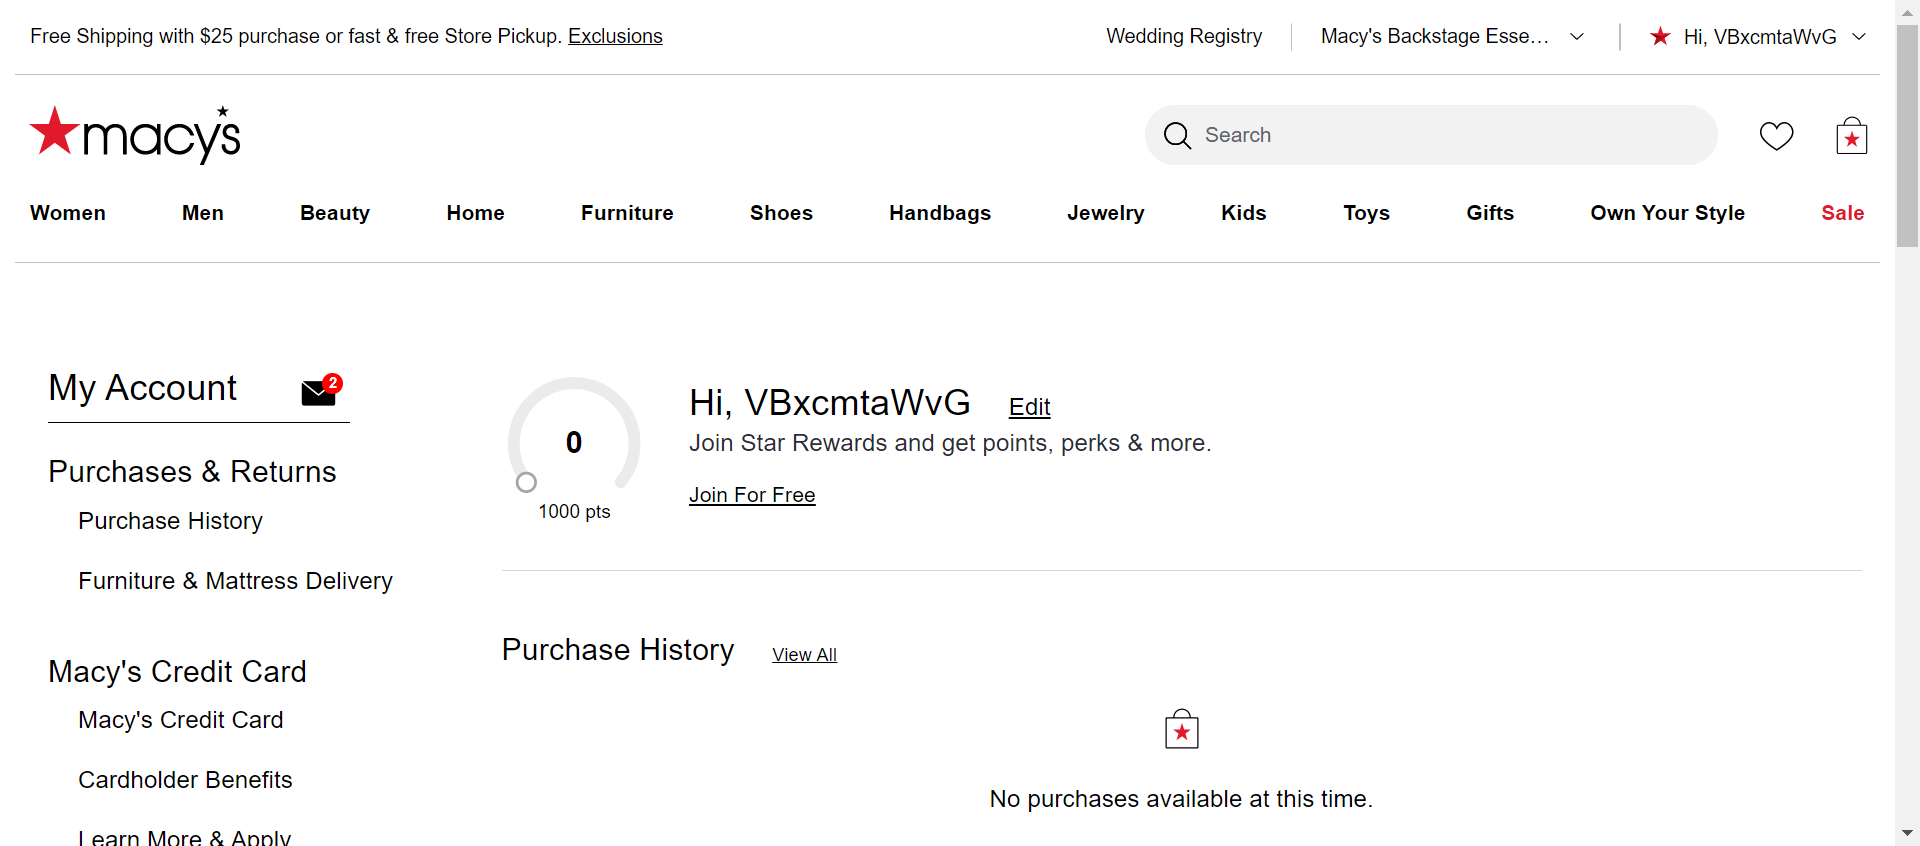 Free Shipping with $25 purchase or fast & free Store Pickup. Exclusions
Wedding Registry
Macy's Backstage Esse...
Hi, VBxcmtaWvG
macy's
Search
Women
Men
Beauty
Home
Furniture
Shoes
Handbags
Jewelry
Kids
Toys
Gifts
Own Your Style
Sale
My Account
2
Purchases & Returns
Purchase History
Furniture & Mattress Delivery
Macy's Credit Card
Macy's Credit Card
Cardholder Benefits
Learn More & Apply
0
1000 pts
Hi, VBxcmtaWvG
Edit
Join Star Rewards and get points, perks & more.
Join For Free
Purchase History
View All
No purchases available at this time.